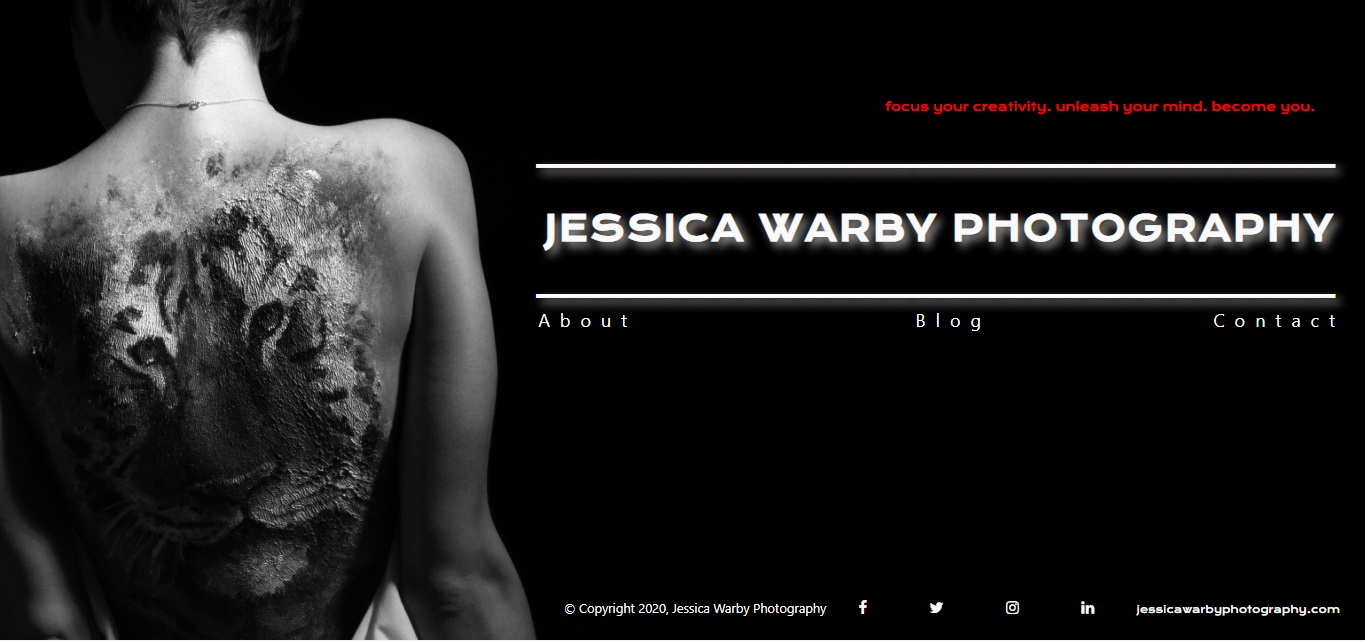 focus your creativity. unleash your mind. become you.
JESSICA WARBY PHOTOGRAPHY
About Blog Contact
© Copyright 2020, Jessica Warby Photography jessicawarbyphotography.com